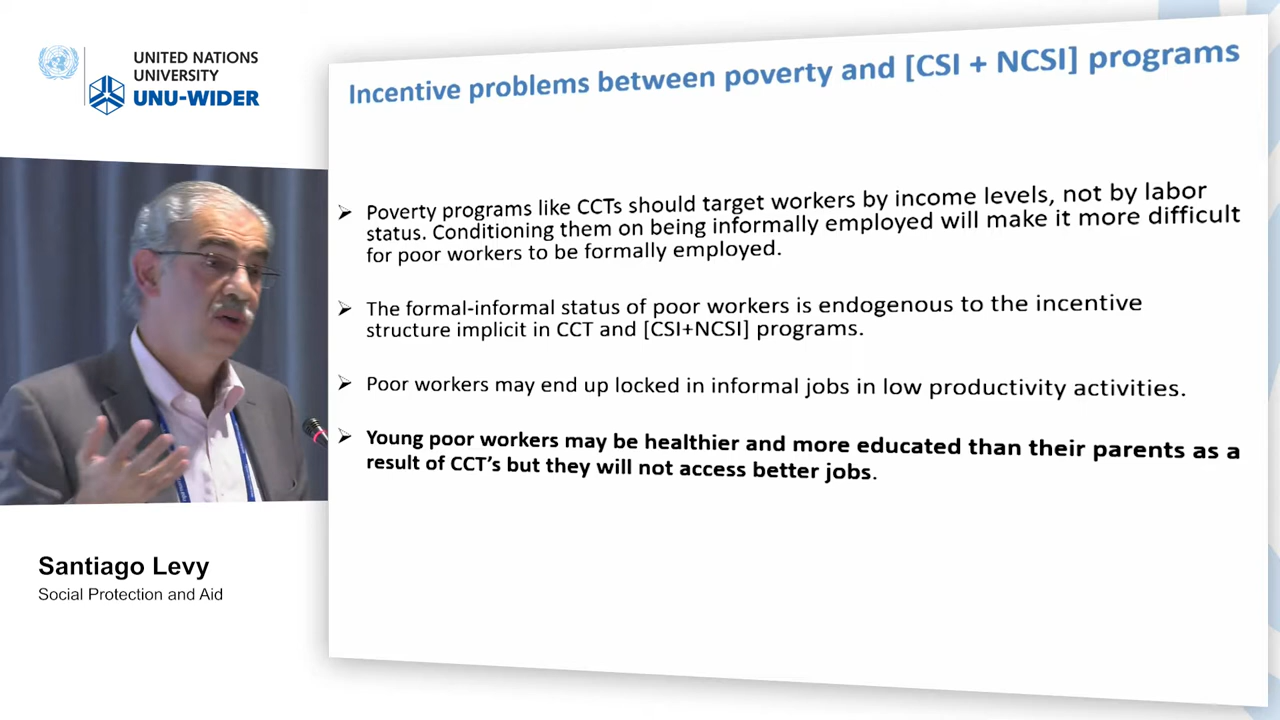 UNITED NATIONS
UNIVERSITY
UNU-WIDER
Incentive problems between poverty and [CSI + NCSI] programs
Poverty programs like CCTs should target workers by income levels, not by labor
status. Conditioning them on being informally employed will make it more difficult
for poor workers to be formally employed.
The formal-informal status of poor workers is endogenous to the incentive
structure implicit in CCT and [CSI+NCSI] programs.
Poor workers may end up locked in informal jobs in low productivity activities.
Young poor workers may be healthier and more educated than their parents as a
result of CCT’s but they will not access better jobs.
Santiago Levy
Social Protection and Aid